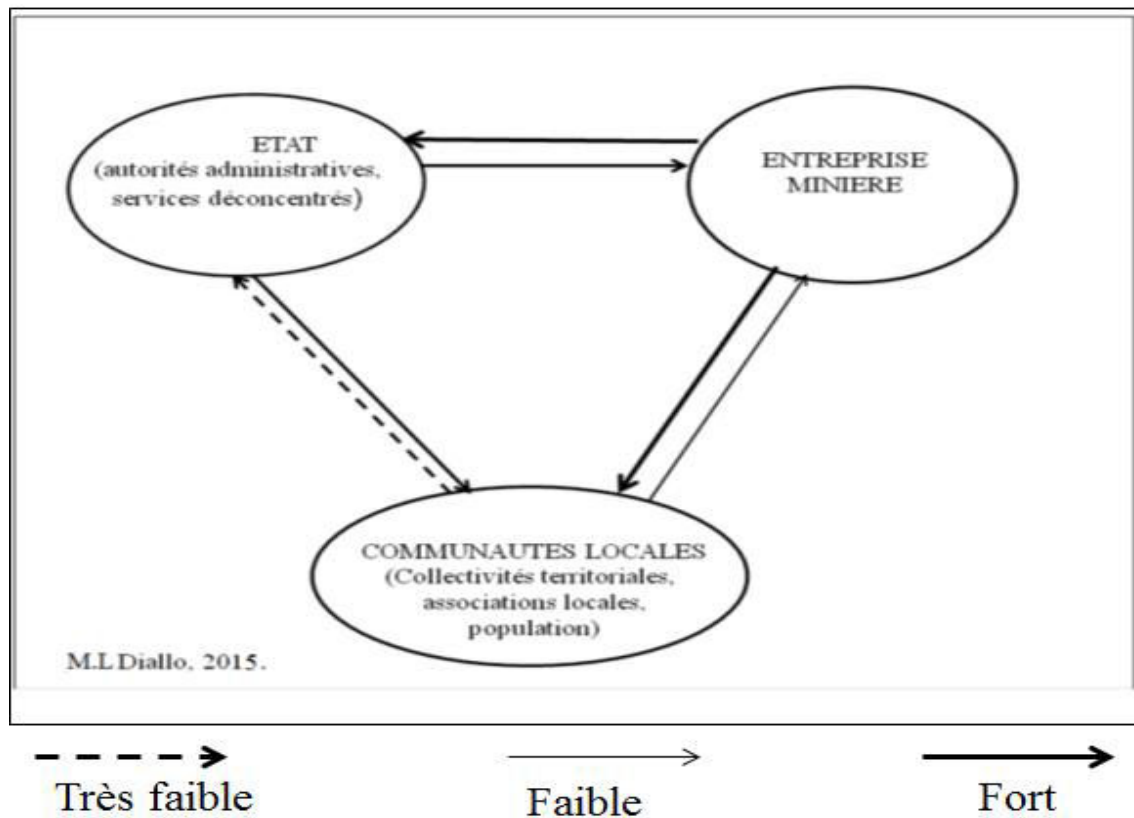 ETAT
(autorités administratives,
services déconcentrés)
ENTREPRISE
MINIERE
COMMUNAUTES LOCALES
(Collectivités territoriales,
associations locales,
population)
M.L Diallo, 2015.
Très faible
Faible
Fort